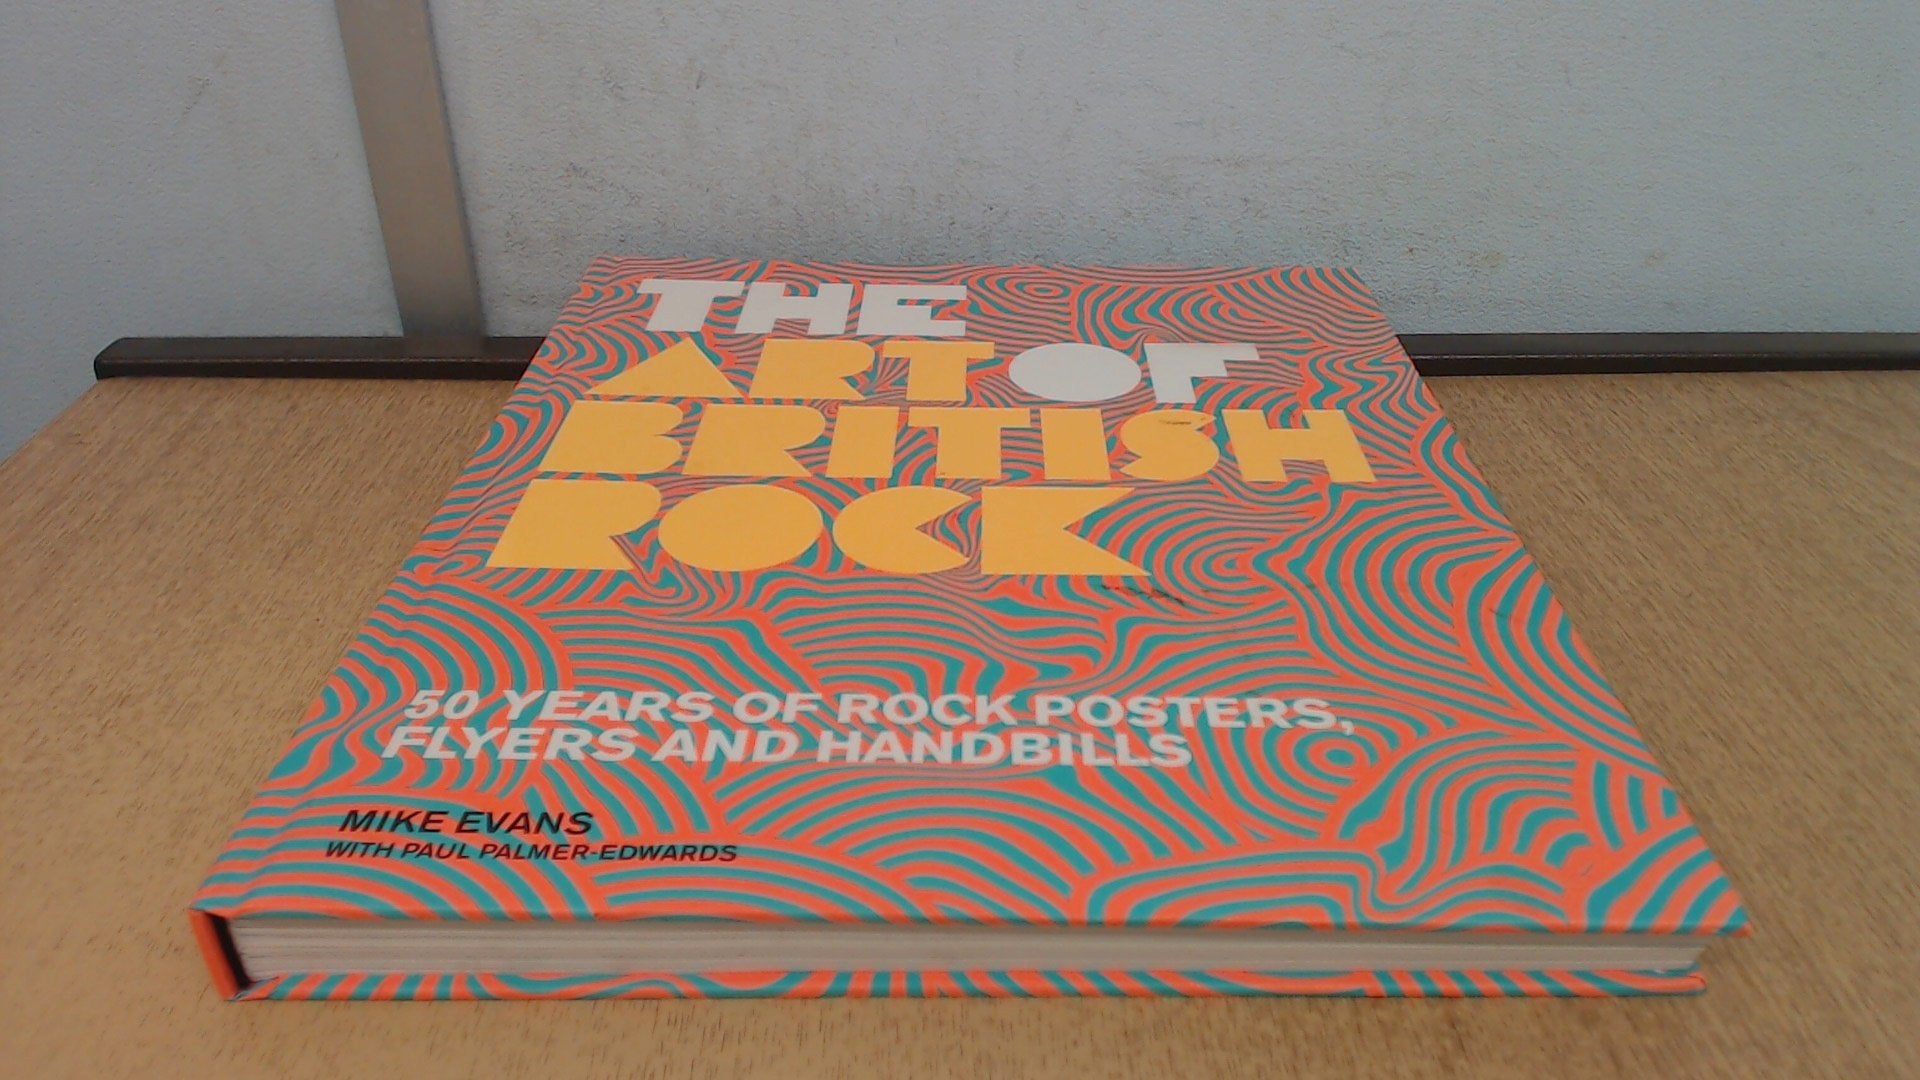 THE
ART OF
BRITISH
ROCK
50 YEARS OF ROCK POSTERS,
FLYERS AND HANDBILLS
MIKE EVANS
WITH PAUL PALMER-EDWARDS